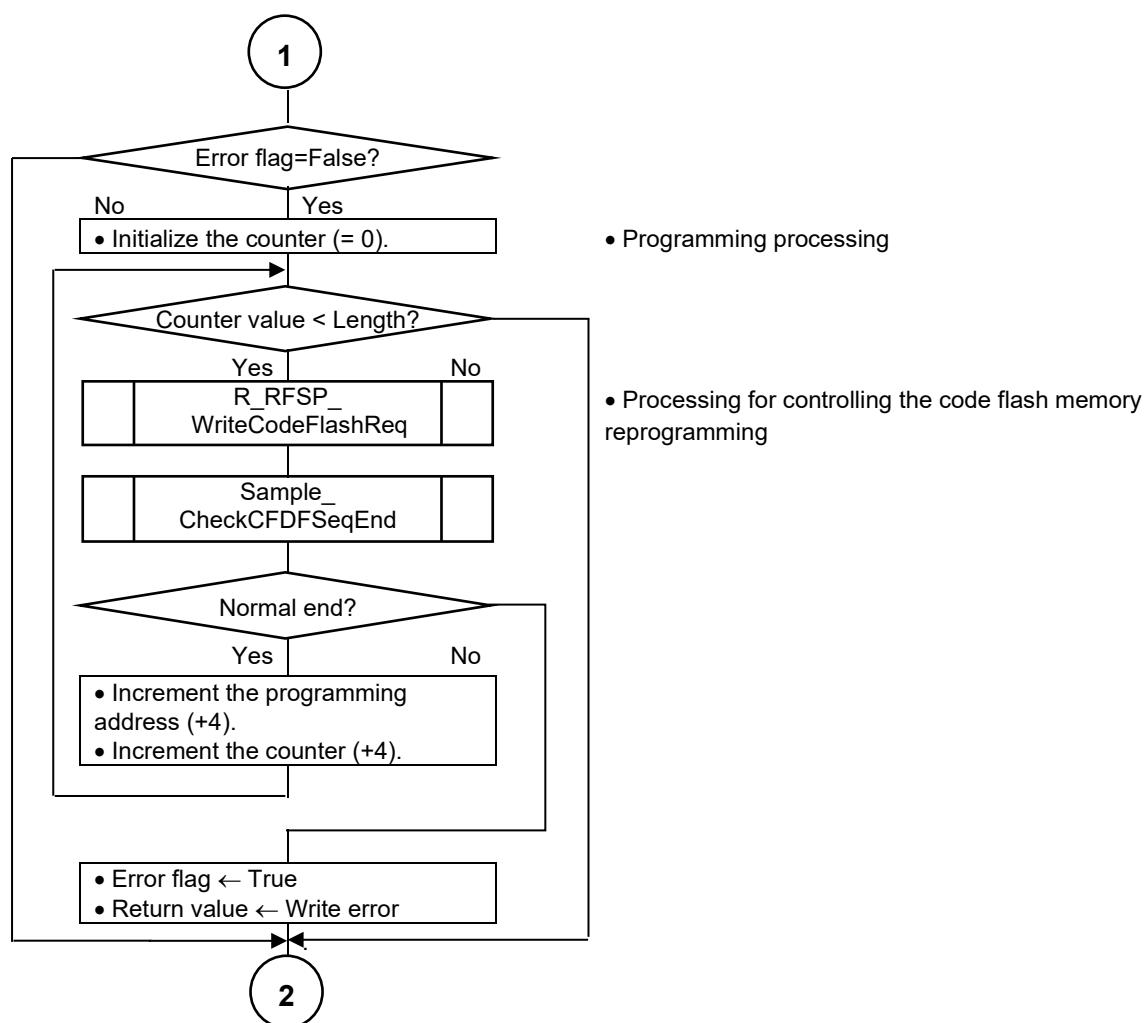 1
Error flag=False?
No
Yes
• Initialize the counter (= 0).
• Programming processing
Counter value < Length?
Yes
No
R_RFSP_
WriteCodeFlashReq
• Processing for controlling the code flash memory
reprogramming
Sample_
CheckCFDFSeqEnd
Normal end?
Yes
No
• Increment the programming
address (+4).
• Increment the counter (+4).
• Error flag ← True
• Return value ← Write error
2